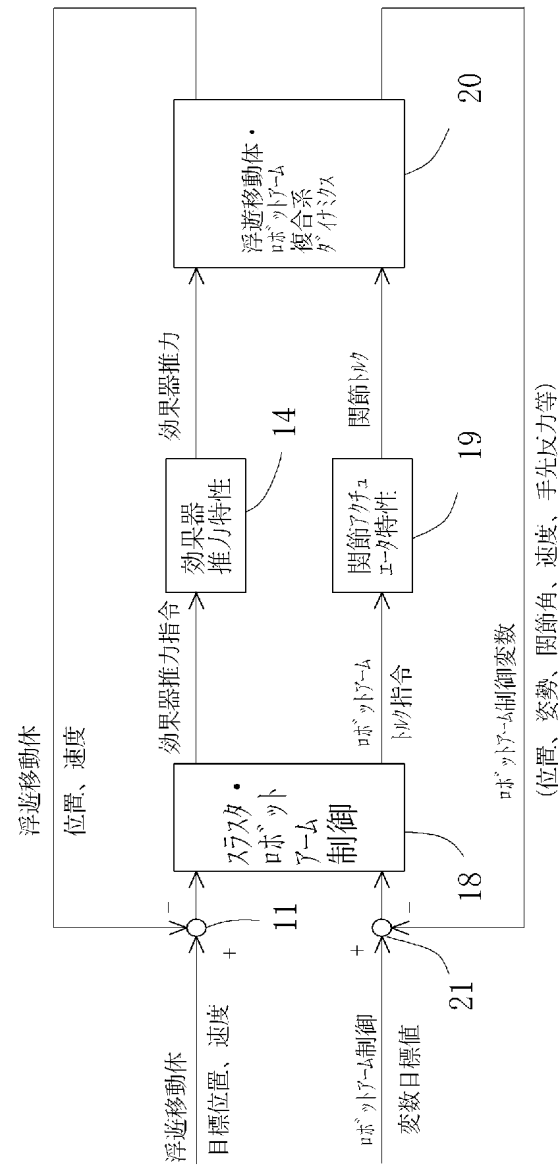 浮遊移動体
位置、速度
浮遊移動体
目標位置、速度
+
-
11
スラスタ・
ロボット
アーム
制御
18
効果器推力指令
効果器
推力特性
14
効果器推力
浮遊移動体・
ロボットアーム
複合系
ダイナミクス
20
ロボットアーム制御
変数目標値
+
-
21
ロボットアーム
トルク指令
関節アクチュ
エータ特性
19
関節トルク
ロボットアーム制御変数
(位置、姿勢、関節角、速度、手先反力等)